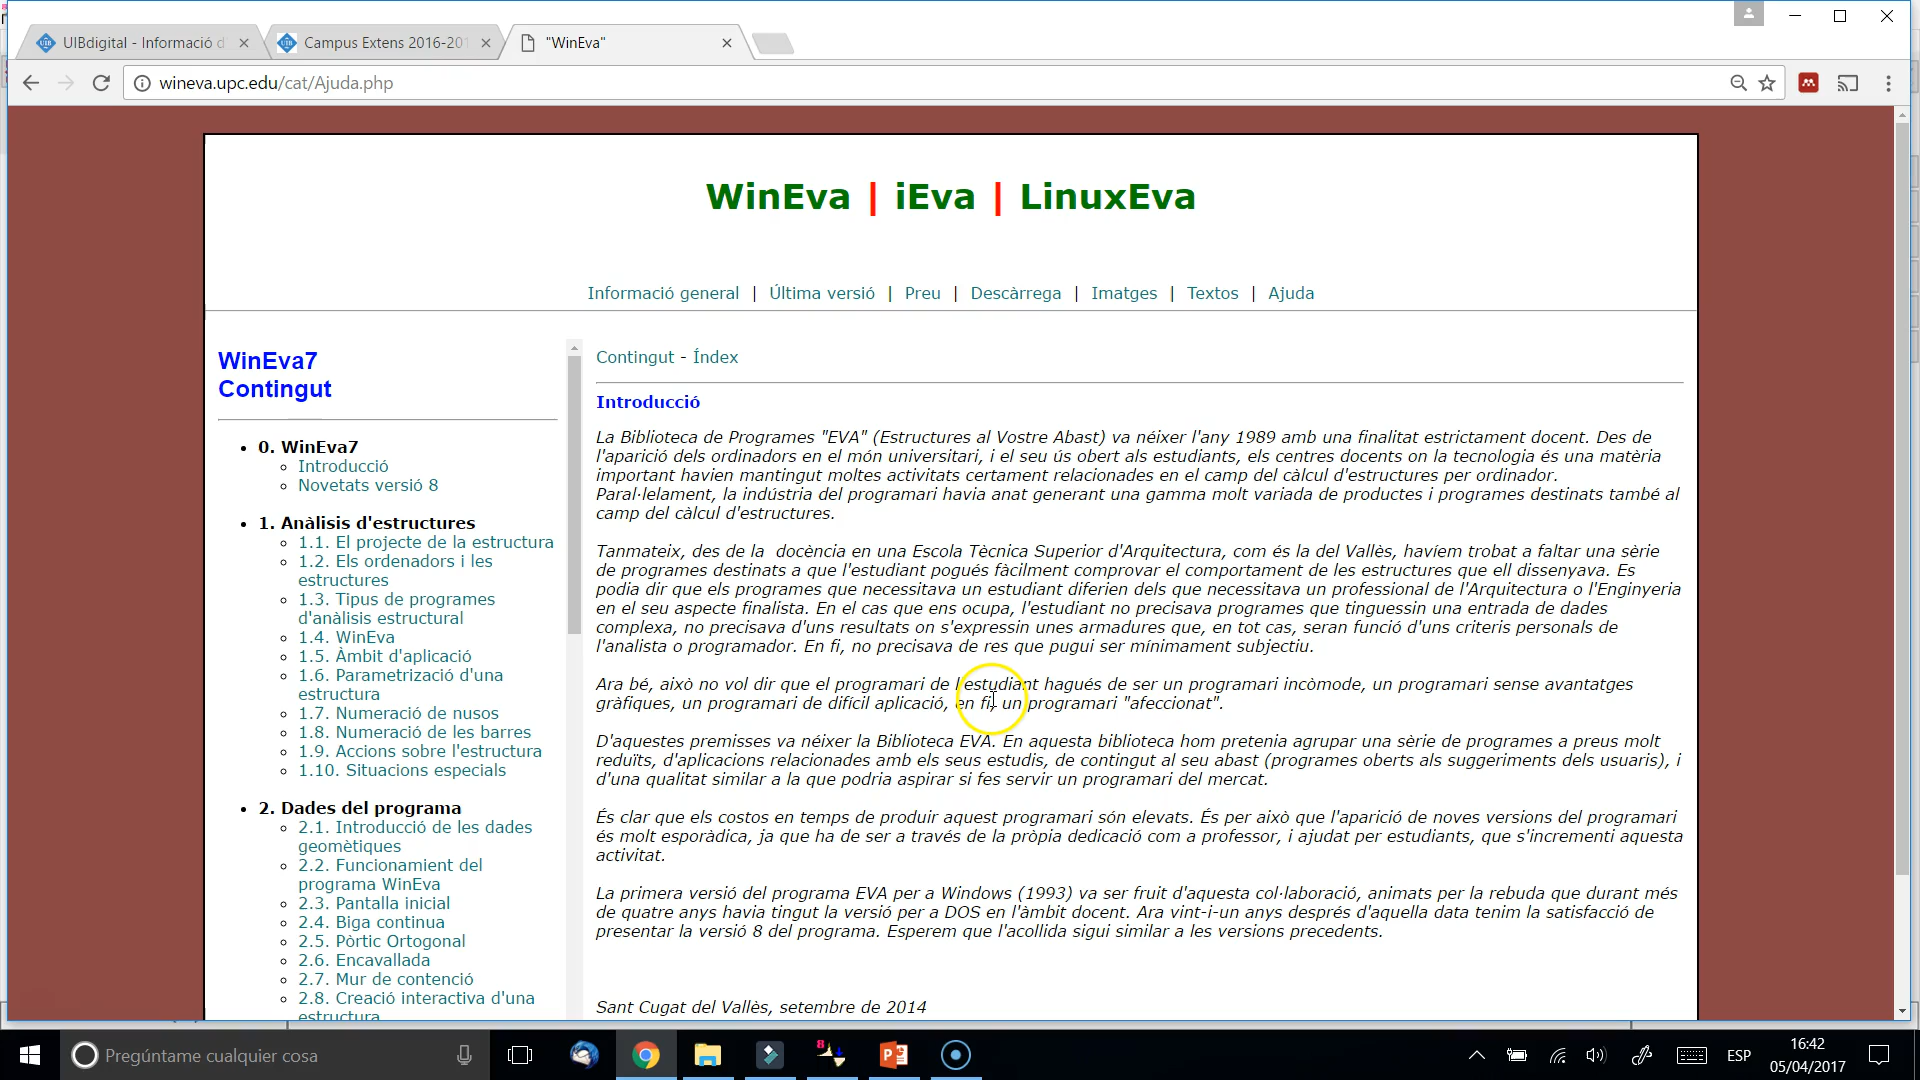 UIBdigital - Informació d
Campus Extens 2016-201
"WinEva"
wineva.upc.edu/cat/Ajuda.php
WinEva | iEva | LinuxEva
Informació general | Última versió | Preu | Descàrrega | Imatges | Textos | Ajuda
WinEva7
Contingut
0. WinEva7
Introducció
Novetats versió 8
1. Anàlisis d'estructures
1.1. El projecte de la estructura
1.2. Els ordenadors i les
estructures
1.3. Tipus de programes
d'anàlisis estructural
1.4. WinEva
1.5. Àmbit d'aplicació
1.6. Parametrització d'una
estructura
1.7. Numeració de nusos
1.8. Numeració de les barres
1.9. Accions sobre l'estructura
1.10. Situacions especials
2. Dades del programa
2.1. Introducció de les dades
geomètiques
2.2. Funcionamient del
programa WinEva
2.3. Pantalla inicial
2.4. Biga continua
2.5. Pòrtic Ortogonal
2.6. Encavallada
2.7. Mur de contenció
2.8. Creació interactiva d'una
estructura
Contingut - Índex
Introducció
La Biblioteca de Programes "EVA" (Estructures al Vostre Abast) va néixer l'any 1989 amb una finalitat estrictament docent. Des de
l'aparició dels ordinadors en el món universitari, i el seu ús obert als estudiants, els centres docents on la tecnologia és una matèria
important havien mantingut moltes activitats certament relacionades en el camp del càlcul d'estructures per ordinador.
Paral·lelament, la indústria del programari havia anat generant una gamma molt variada de productes i programes destinats també al
camp del càlcul d'estructures.
Tanmateix, des de la docència en una Escola Tècnica Superior d'Arquitectura, com és la del Vallès, havíem trobat a faltar una sèrie
de programes destinats a que l'estudiant pogués fàcilment comprovar el comportament de les estructures que ell dissenyava. Es
podia dir que els programes que necessitava un estudiant diferien dels que necessitava un professional de l'Arquitectura o l'Enginyeria
en el seu aspecte finalista. En el cas que ens ocupa, l'estudiant no precisava programes que tinguessin una entrada de dades
complexa, no precisava d'uns resultats on s'expressin unes armadures que, en tot cas, seran funció d'uns criteris personals de
l'analista o programador. En fi, no precisava de res que pugui ser mínimament subjectiu.
Ara bé, això no vol dir que el programari de l'estudiant hagués de ser un programari incòmode, un programari sense avantatges
gràfiques, un programari de difícil aplicació, en fi, un programari "afeccionat".
D'aquestes premisses va néixer la Biblioteca EVA. En aquesta biblioteca hom pretenia agrupar una sèrie de programes a preus molt
reduïts, d'aplicacions relacionades amb els seus estudis, de contingut al seu abast (programes oberts als suggeriments dels usuaris), i
d'una qualitat similar a la que podria aspirar si fes servir un programari del mercat.
És clar que els costos en temps de produir aquest programari són elevats. És per això que l'aparició de noves versions del programari
és molt esporàdica, ja que ha de ser a través de la pròpia dedicació com a professor, i ajudat per estudiants, que s'incrementi aquesta
activitat.
La primera versió del programa EVA per a Windows (1993) va ser fruit d'aquesta col·laboració, animats per la rebuda que durant més
de quatre anys havia tingut la versió per a DOS en l'àmbit docent. Ara vint-i-un anys després d'aquella data tenim la satisfacció de
presentar la versió 8 del programa. Esperem que l'acollida sigui similar a les versions precedents.
Sant Cugat del Vallès, setembre de 2014
Pregúntame cualquier cosa
8
ESP
16:42
05/04/2017